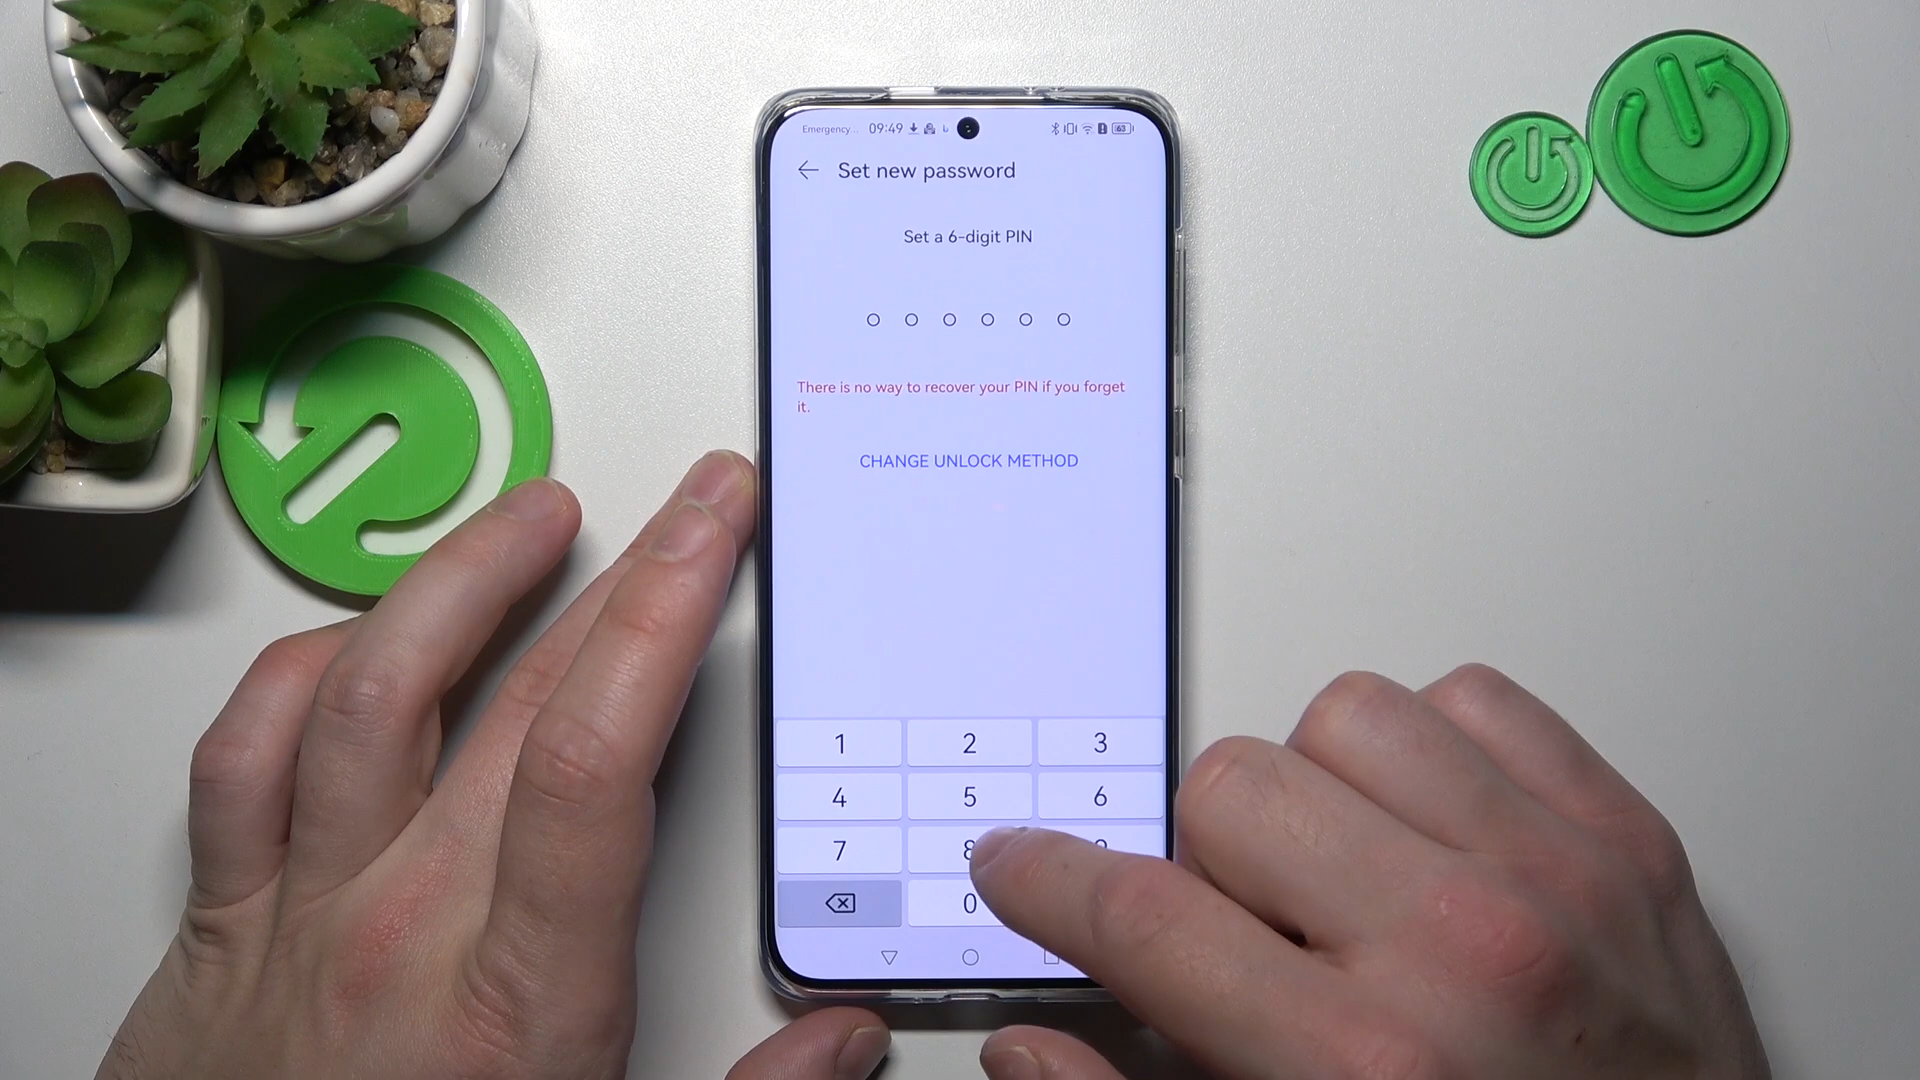 Emergency... 09:49 63
Set new password
Set a 6-digit PIN
There is no way to recover your PIN if you forget
it.
CHANGE UNLOCK METHOD
1 2 3
4 5 6
7 8
0